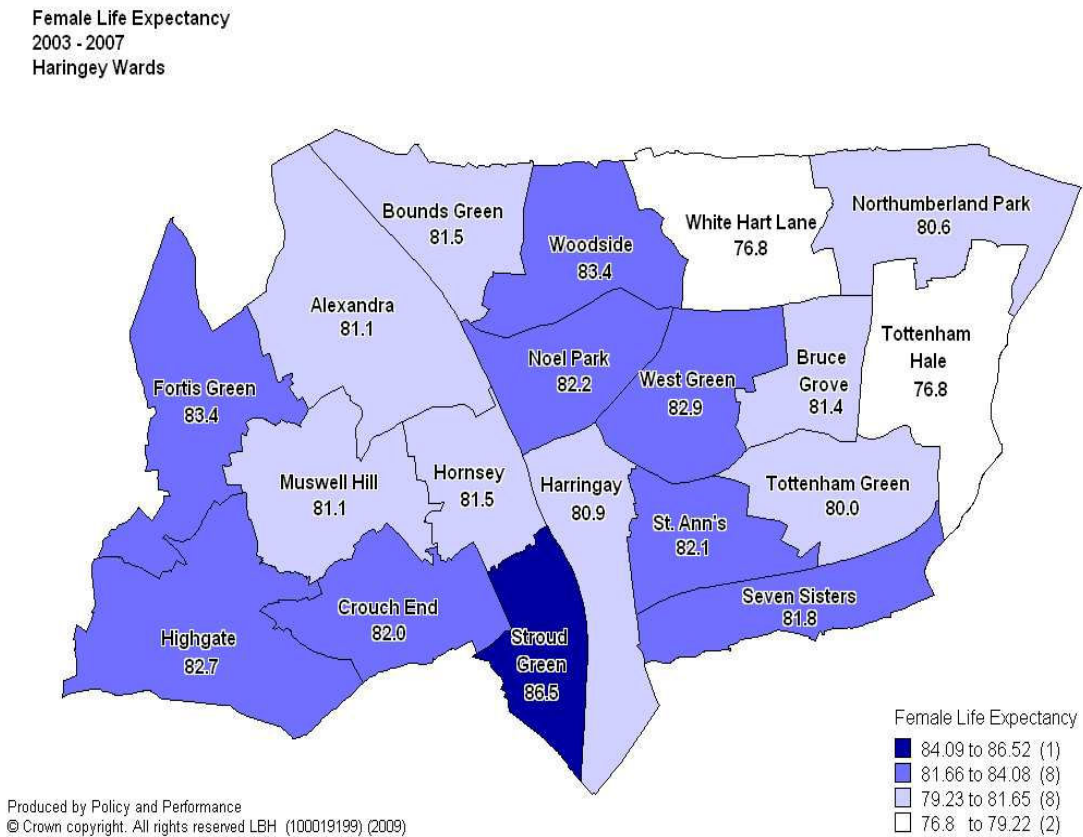 Female Life Expectancy
2003 - 2007
Haringey Wards
Bounds Green
81.5
Woodside
83.4
White Hart Lane
76.8
Northumberland Park
80.6
Alexandra
81.1
Tottenham
Hale
76.8
Noel Park
82.2
West Green
82.9
Bruce
Grove
81.4
Fortis Green
83.4
Muswell Hill
81.1
Hornsey
81.5
Harringay
80.9
Tottenham Green
80.0
St. Ann's
82.1
Seven Sisters
81.8
Crouch End
82.0
Highgate
82.7
Stroud
Green
86.5
Female Life Expectancy
84.09 to 86.52 (1)
81.66 to 84.08 (8)
79.23 to 81.65 (8)
76.8 to 79.22 (2)
Produced by Policy and Performance
© Crown copyright. All rights reserved LBH (100019199) (2009)